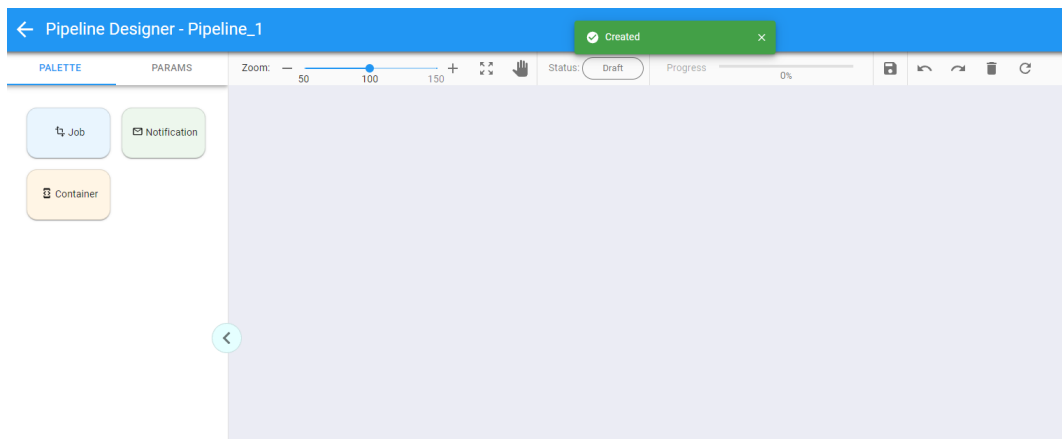 Pipeline Designer - Pipeline_1
Created
PALETTE
PARAMS
Zoom:
50
100
150
Status:
Draft
Progress
0%
Job
Notification
Container